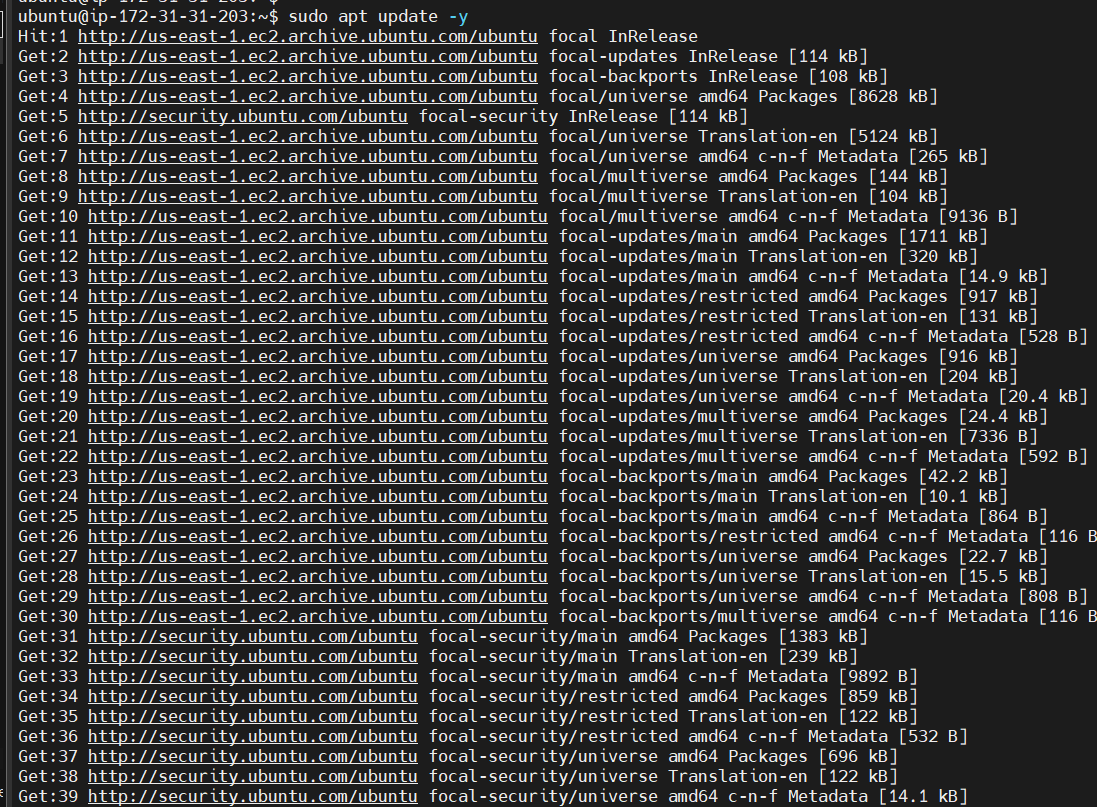 ubuntu@ip-172-31-31-203:~$
ubuntu@ip-172-31-31-203:~$ sudo apt update -y
Hit:1 http://us-east-1.ec2.archive.ubuntu.com/ubuntu focal InRelease
Get:2 http://us-east-1.ec2.archive.ubuntu.com/ubuntu focal-updates InRelease [114 kB]
Get:3 http://us-east-1.ec2.archive.ubuntu.com/ubuntu focal-backports InRelease [108 kB]
Get:4 http://us-east-1.ec2.archive.ubuntu.com/ubuntu focal/universe amd64 Packages [8628 kB]
Get:5 http://security.ubuntu.com/ubuntu focal-security InRelease [114 kB]
Get:6 http://us-east-1.ec2.archive.ubuntu.com/ubuntu focal/universe Translation-en [5124 kB]
Get:7 http://us-east-1.ec2.archive.ubuntu.com/ubuntu focal/universe amd64 c-n-f Metadata [265 kB]
Get:8 http://us-east-1.ec2.archive.ubuntu.com/ubuntu focal/multiverse amd64 Packages [144 kB]
Get:9 http://us-east-1.ec2.archive.ubuntu.com/ubuntu focal/multiverse Translation-en [104 kB]
Get:10 http://us-east-1.ec2.archive.ubuntu.com/ubuntu focal/multiverse amd64 c-n-f Metadata [9136 B]
Get:11 http://us-east-1.ec2.archive.ubuntu.com/ubuntu focal-updates/main amd64 Packages [1711 kB]
Get:12 http://us-east-1.ec2.archive.ubuntu.com/ubuntu focal-updates/main Translation-en [320 kB]
Get:13 http://us-east-1.ec2.archive.ubuntu.com/ubuntu focal-updates/main amd64 c-n-f Metadata [14.9 kB]
Get:14 http://us-east-1.ec2.archive.ubuntu.com/ubuntu focal-updates/restricted amd64 Packages [917 kB]
Get:15 http://us-east-1.ec2.archive.ubuntu.com/ubuntu focal-updates/restricted Translation-en [131 kB]
Get:16 http://us-east-1.ec2.archive.ubuntu.com/ubuntu focal-updates/restricted amd64 c-n-f Metadata [528 B]
Get:17 http://us-east-1.ec2.archive.ubuntu.com/ubuntu focal-updates/universe amd64 Packages [916 kB]
Get:18 http://us-east-1.ec2.archive.ubuntu.com/ubuntu focal-updates/universe Translation-en [204 kB]
Get:19 http://us-east-1.ec2.archive.ubuntu.com/ubuntu focal-updates/universe amd64 c-n-f Metadata [20.4 kB]
Get:20 http://us-east-1.ec2.archive.ubuntu.com/ubuntu focal-updates/multiverse amd64 Packages [24.4 kB]
Get:21 http://us-east-1.ec2.archive.ubuntu.com/ubuntu focal-updates/multiverse Translation-en [7336 B]
Get:22 http://us-east-1.ec2.archive.ubuntu.com/ubuntu focal-updates/multiverse amd64 c-n-f Metadata [592 B]
Get:23 http://us-east-1.ec2.archive.ubuntu.com/ubuntu focal-backports/main amd64 Packages [42.2 kB]
Get:24 http://us-east-1.ec2.archive.ubuntu.com/ubuntu focal-backports/main Translation-en [10.1 kB]
Get:25 http://us-east-1.ec2.archive.ubuntu.com/ubuntu focal-backports/main amd64 c-n-f Metadata [864 B]
Get:26 http://us-east-1.ec2.archive.ubuntu.com/ubuntu focal-backports/restricted amd64 c-n-f Metadata [116 B
Get:27 http://us-east-1.ec2.archive.ubuntu.com/ubuntu focal-backports/universe amd64 Packages [22.7 kB]
Get:28 http://us-east-1.ec2.archive.ubuntu.com/ubuntu focal-backports/universe Translation-en [15.5 kB]
Get:29 http://us-east-1.ec2.archive.ubuntu.com/ubuntu focal-backports/universe amd64 c-n-f Metadata [808 B]
Get:30 http://us-east-1.ec2.archive.ubuntu.com/ubuntu focal-backports/multiverse amd64 c-n-f Metadata [116 B
Get:31 http://security.ubuntu.com/ubuntu focal-security/main amd64 Packages [1383 kB]
Get:32 http://security.ubuntu.com/ubuntu focal-security/main Translation-en [239 kB]
Get:33 http://security.ubuntu.com/ubuntu focal-security/main amd64 c-n-f Metadata [9892 B]
Get:34 http://security.ubuntu.com/ubuntu focal-security/restricted amd64 Packages [859 kB]
Get:35 http://security.ubuntu.com/ubuntu focal-security/restricted Translation-en [122 kB]
Get:36 http://security.ubuntu.com/ubuntu focal-security/restricted amd64 c-n-f Metadata [532 B]
Get:37 http://security.ubuntu.com/ubuntu focal-security/universe amd64 Packages [696 kB]
Get:38 http://security.ubuntu.com/ubuntu focal-security/universe Translation-en [122 kB]
Get:39 http://security.ubuntu.com/ubuntu focal-security/universe amd64 c-n-f Metadata [14.1 kB]